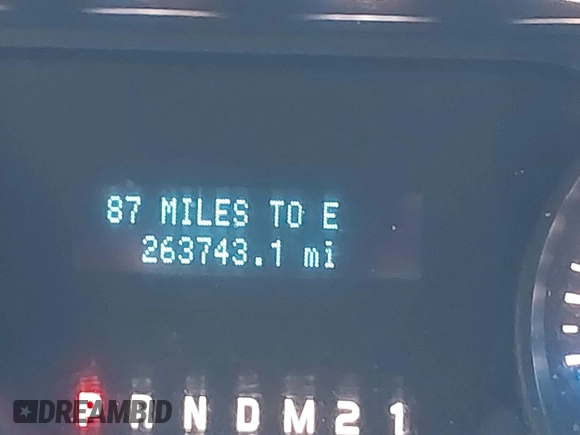 87 MILES TO E
263743.1 mi
P R N D M 2 1
DREAMBID